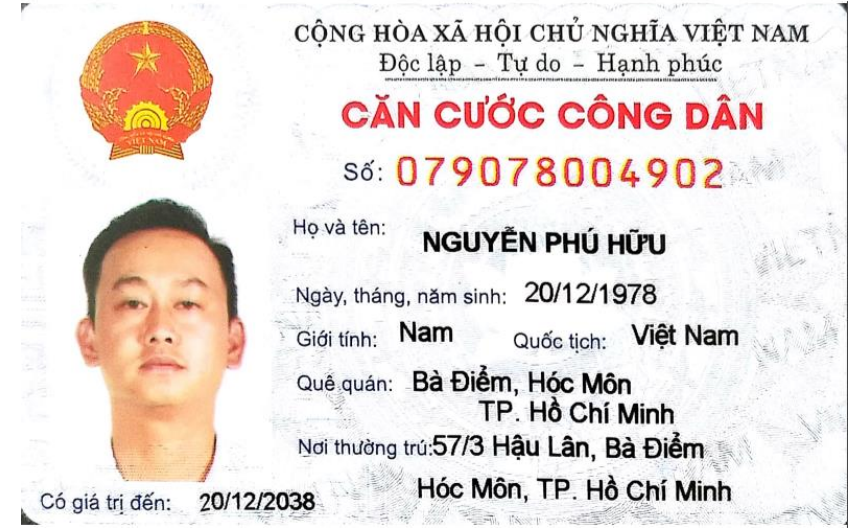 CỘNG HÒA XÃ HỘI CHỦ NGHĨA VIỆT NAM
Độc lập - Tự do - Hạnh phúc
CĂN CƯỚC CÔNG DÂN
Số: 079078004902
Họ và tên: NGUYỄN PHÚ HỮU
Ngày, tháng, năm sinh: 20/12/1978
Giới tính: Nam Quốc tịch: Việt Nam
Quê quán: Bà Điểm, Hóc Môn
TP. Hồ Chí Minh
Nơi thường trú:57/3 Hậu Lân, Bà Điểm
Hóc Môn, TP. Hồ Chí Minh
Có giá trị đến: 20/12/2038
VIỆT NAM